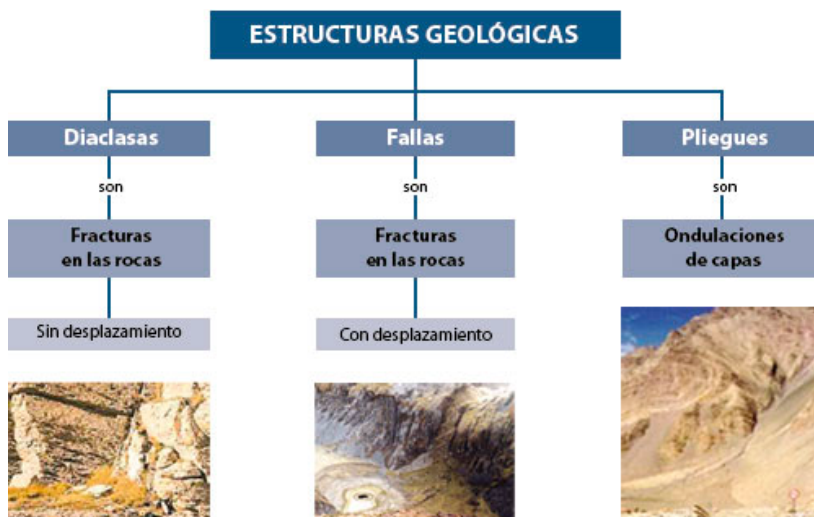 ESTRUCTURAS GEOLÓGICAS
Diaclasas
son
Fracturas
en las rocas
Sin desplazamiento
Fallas
son
Fracturas
en las rocas
Con desplazamiento
Pliegues
son
Ondulaciones
de capas